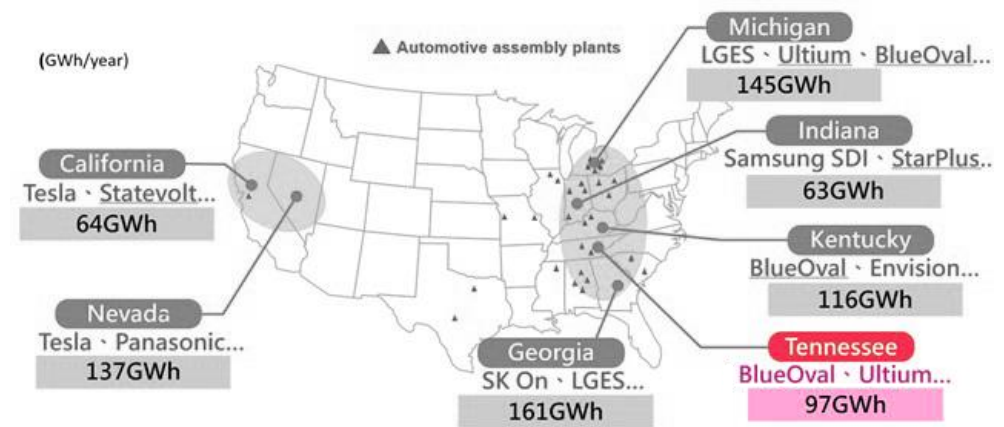 (GWh/year)
▲ Automotive assembly plants
Michigan
LGES、Ultium、BlueOval...
145GWh
Indiana
Samsung SDI、StarPlus..
63GWh
California
Tesla、Statevolt...
64GWh
Kentucky
BlueOval、Envision...
116GWh
Nevada
Tesla、Panasonic...
137GWh
Georgia
SK On、LGES...
161GWh
Tennessee
BlueOval、Ultium...
97GWh